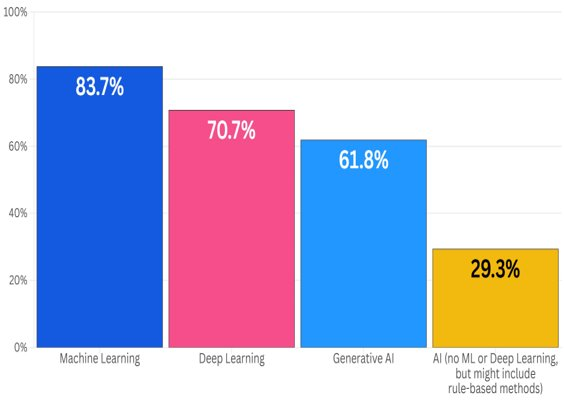 100%
80%
60%
40%
20%
0%
83.7%
70.7%
61.8%
29.3%
Machine Learning
Deep Learning
Generative AI
AI (no ML or Deep Learning,
but might include
rule-based methods)